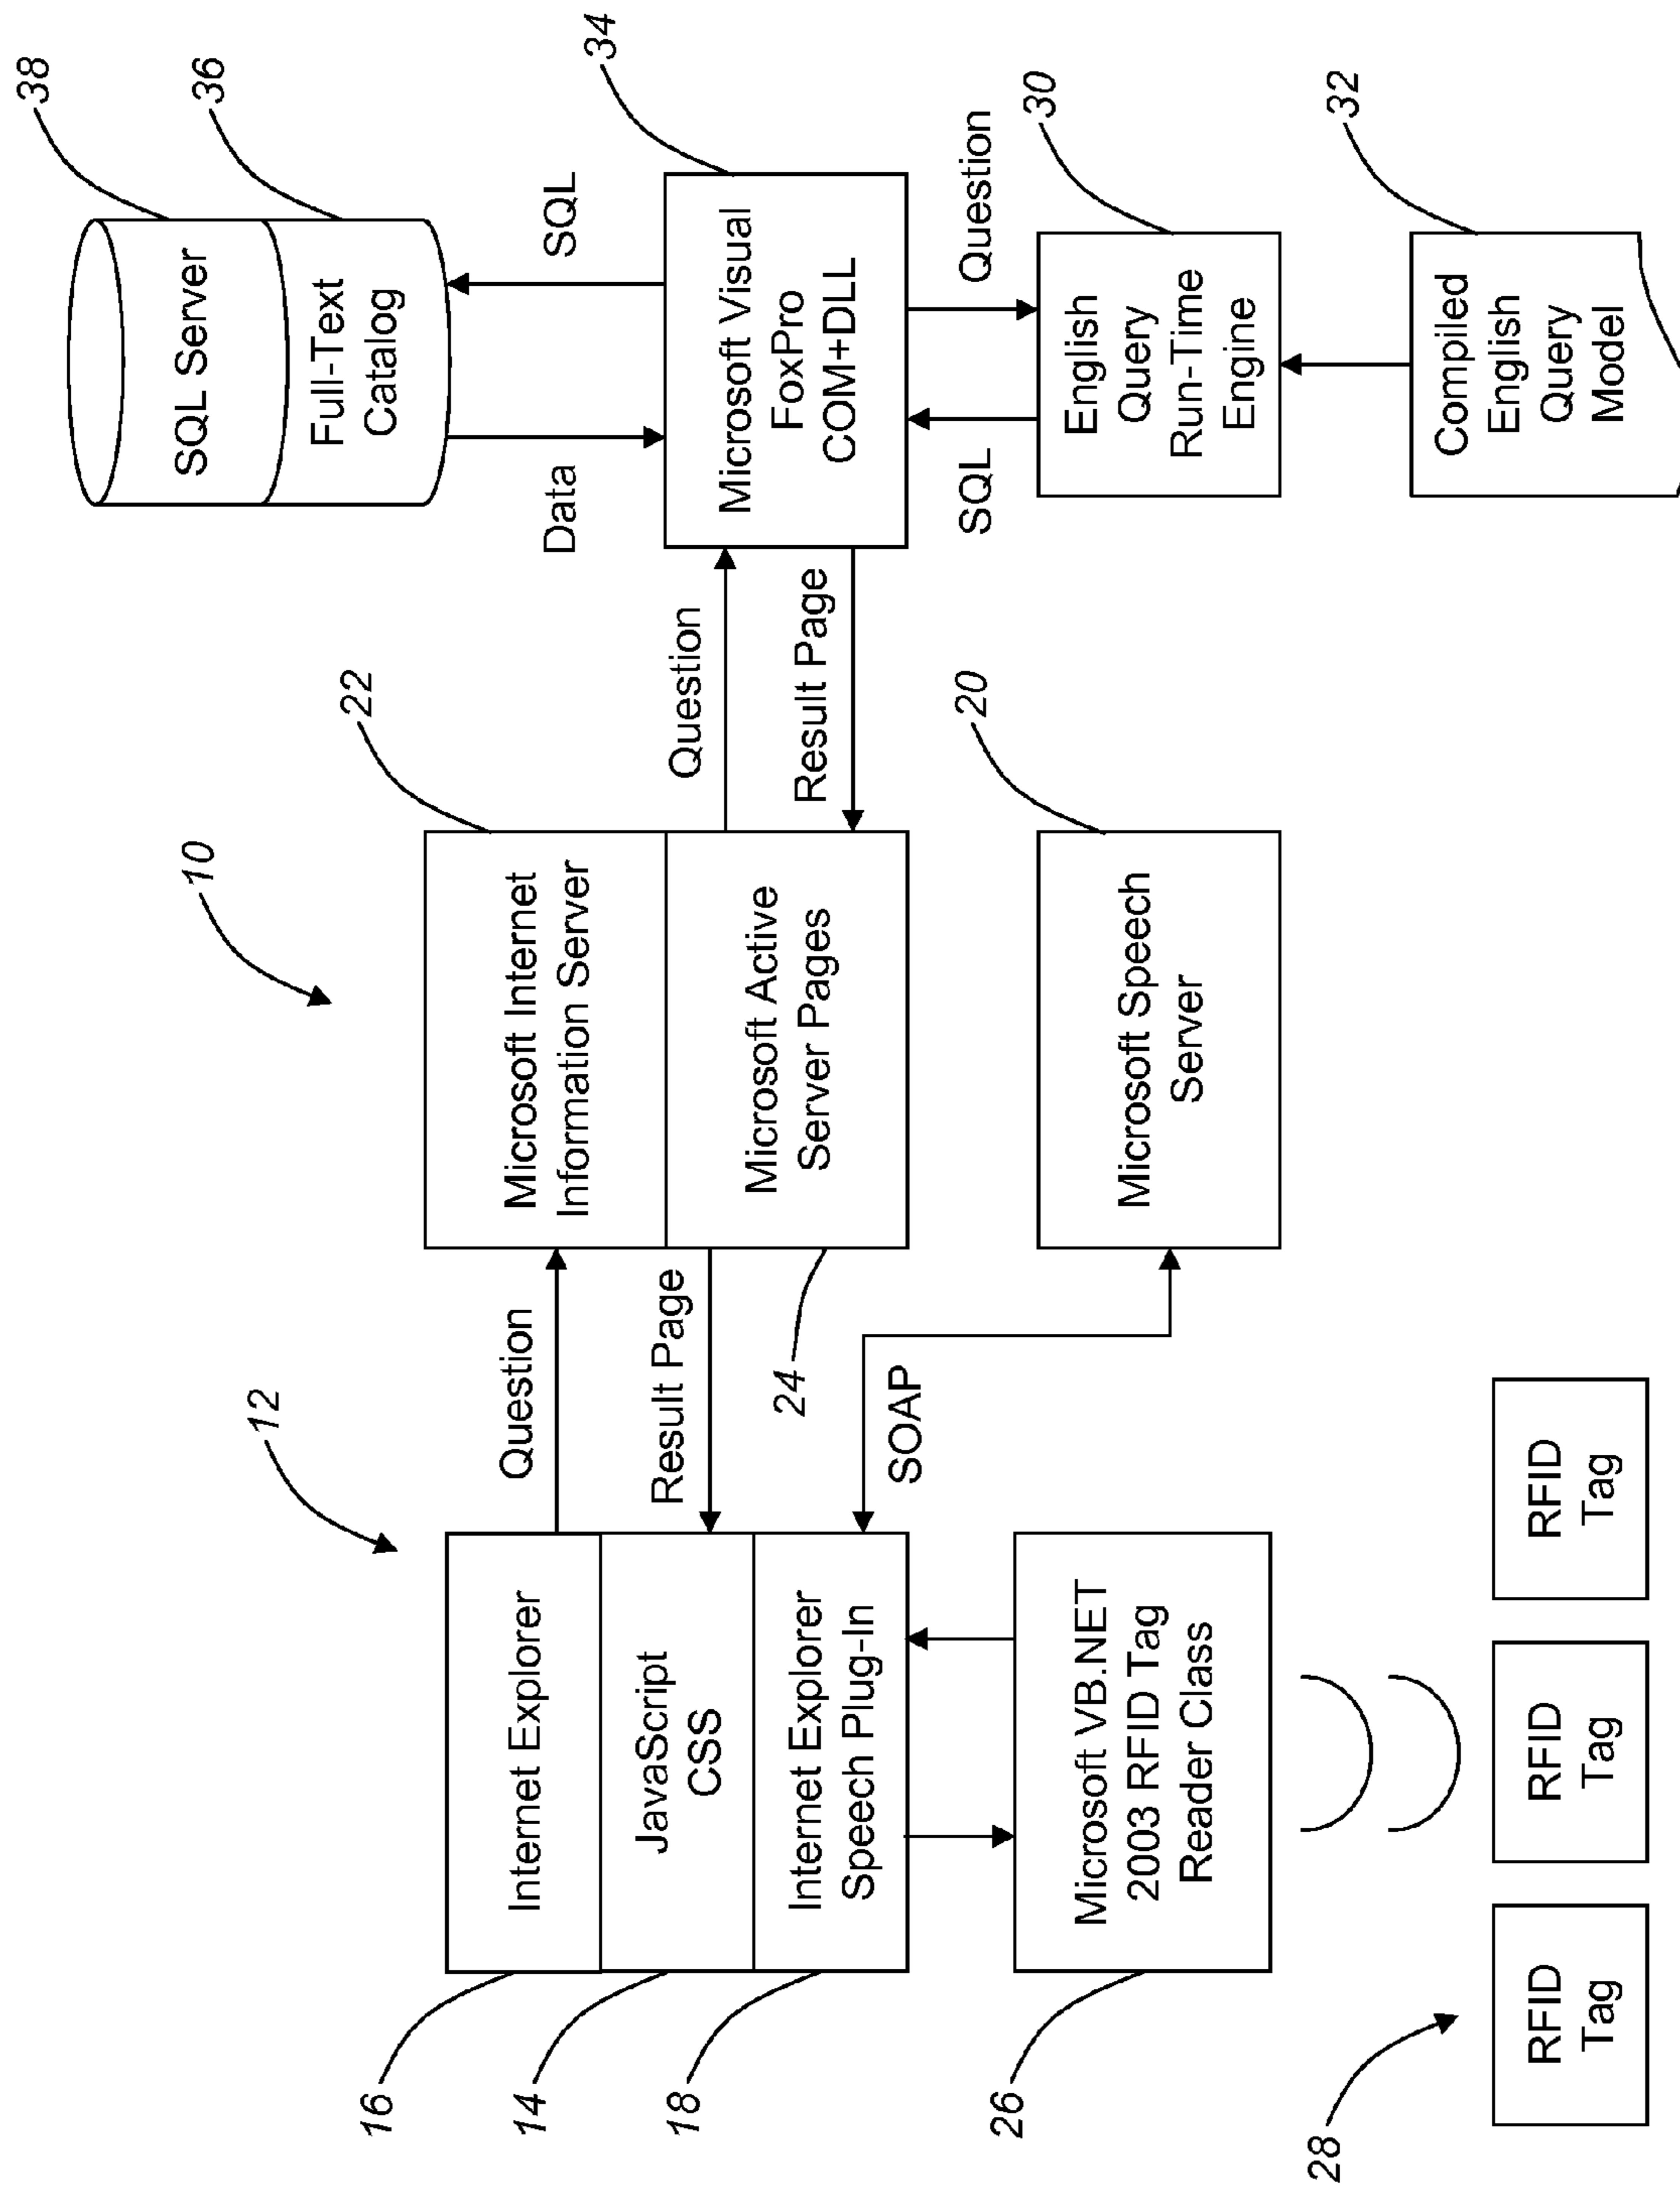 10
12
16
Internet Explorer
14
JavaScript
CSS
18
Internet Explorer
Speech Plug-In
26
Microsoft VB.NET
2003 RFID Tag
Reader Class
28
RFID
Tag
RFID
Tag
RFID
Tag
Question
Result Page
SOAP
22
Microsoft Internet
Information Server
24
Microsoft Active
Server Pages
20
Microsoft Speech
Server
Question
Result Page
38
SQL Server
36
Full-Text
Catalog
Data
SQL
34
Microsoft Visual
FoxPro
COM+DLL
SQL
Question
30
English
Query
Run-Time
Engine
32
Compiled
English
Query
Model